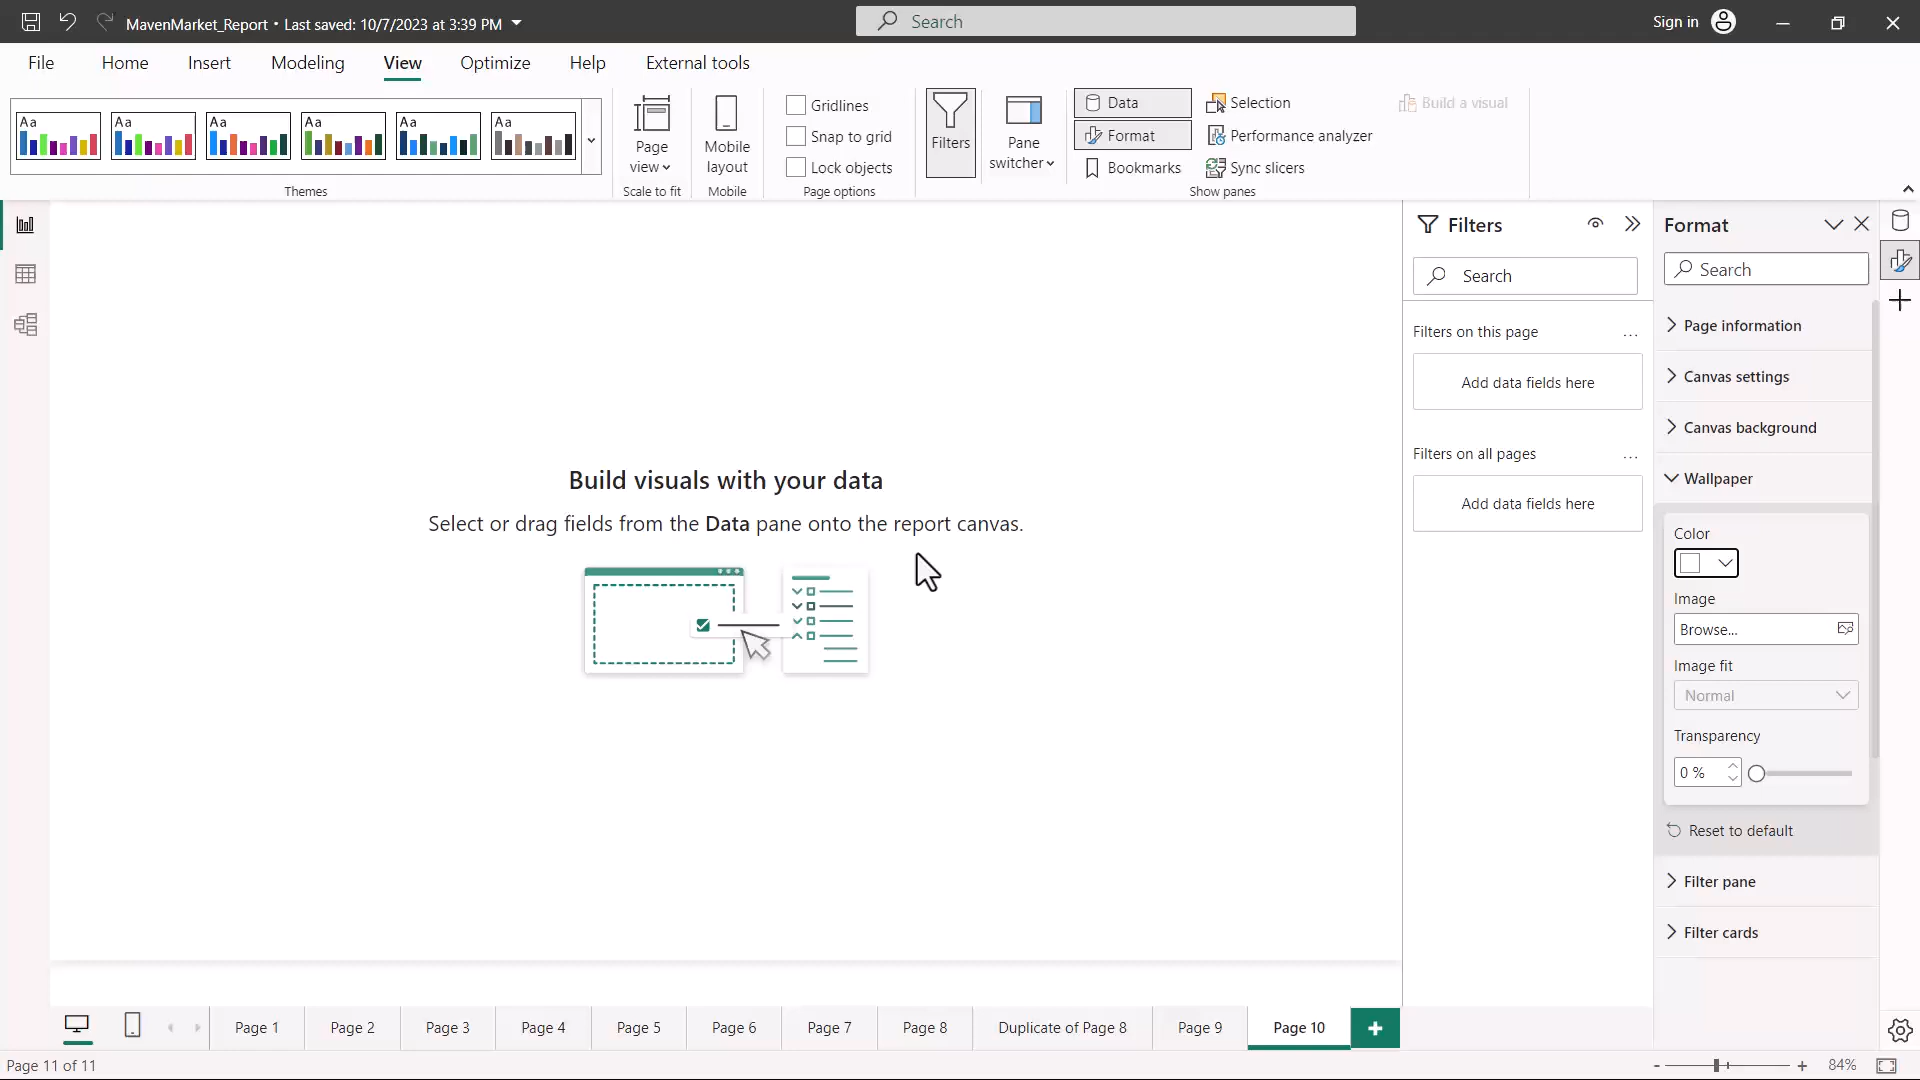 MavenMarket_Report • Last saved: 10/7/2023 at 3:39 PM
Search
Sign in
File
Home
Insert
Modeling
View
Optimize
Help
External tools
Aa
Aa
Aa
Aa
Aa
Aa
Themes
Page view
Scale to fit
Mobile layout
Mobile
Gridlines
Snap to grid
Lock objects
Page options
Filters
Pane switcher
Data
Format
Bookmarks
Selection
Performance analyzer
Sync slicers
Show panes
Build a visual
Build visuals with your data
Select or drag fields from the Data pane onto the report canvas.
Filters
Search
Filters on this page
...
Add data fields here
Filters on all pages
...
Add data fields here
Format
Search
Page information
Canvas settings
Canvas background
Wallpaper
Color
Image
Browse...
Image fit
Normal
Transparency
0 %
Reset to default
Filter pane
Filter cards
Page 1
Page 2
Page 3
Page 4
Page 5
Page 6
Page 7
Page 8
Duplicate of Page 8
Page 9
Page 10
Page 11 of 11
84%